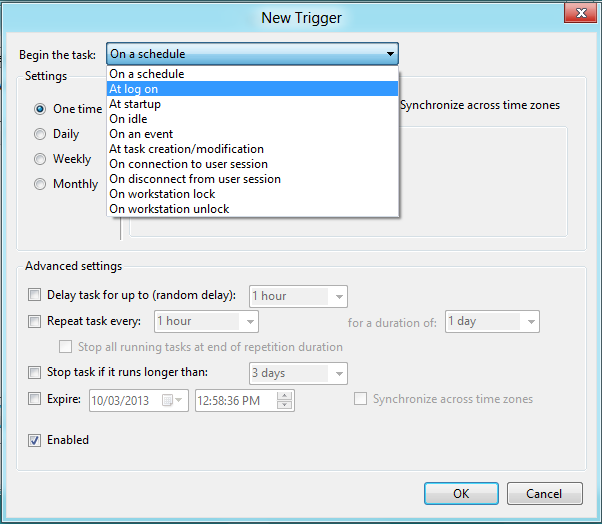 New Trigger
Begin the task: On a schedule
On a schedule
At log on
At startup
On idle
On an event
At task creation/modification
On connection to user session
On disconnect from user session
On workstation lock
On workstation unlock
Settings
One time
Synchronize across time zones
Daily
Weekly
Monthly
Advanced settings
Delay task for up to (random delay): 1 hour
Repeat task every: 1 hour for a duration of: 1 day
Stop all running tasks at end of repetition duration
Stop task if it runs longer than: 3 days
Expire: 10/03/2013 12:58:36 PM Synchronize across time zones
Enabled
OK Cancel